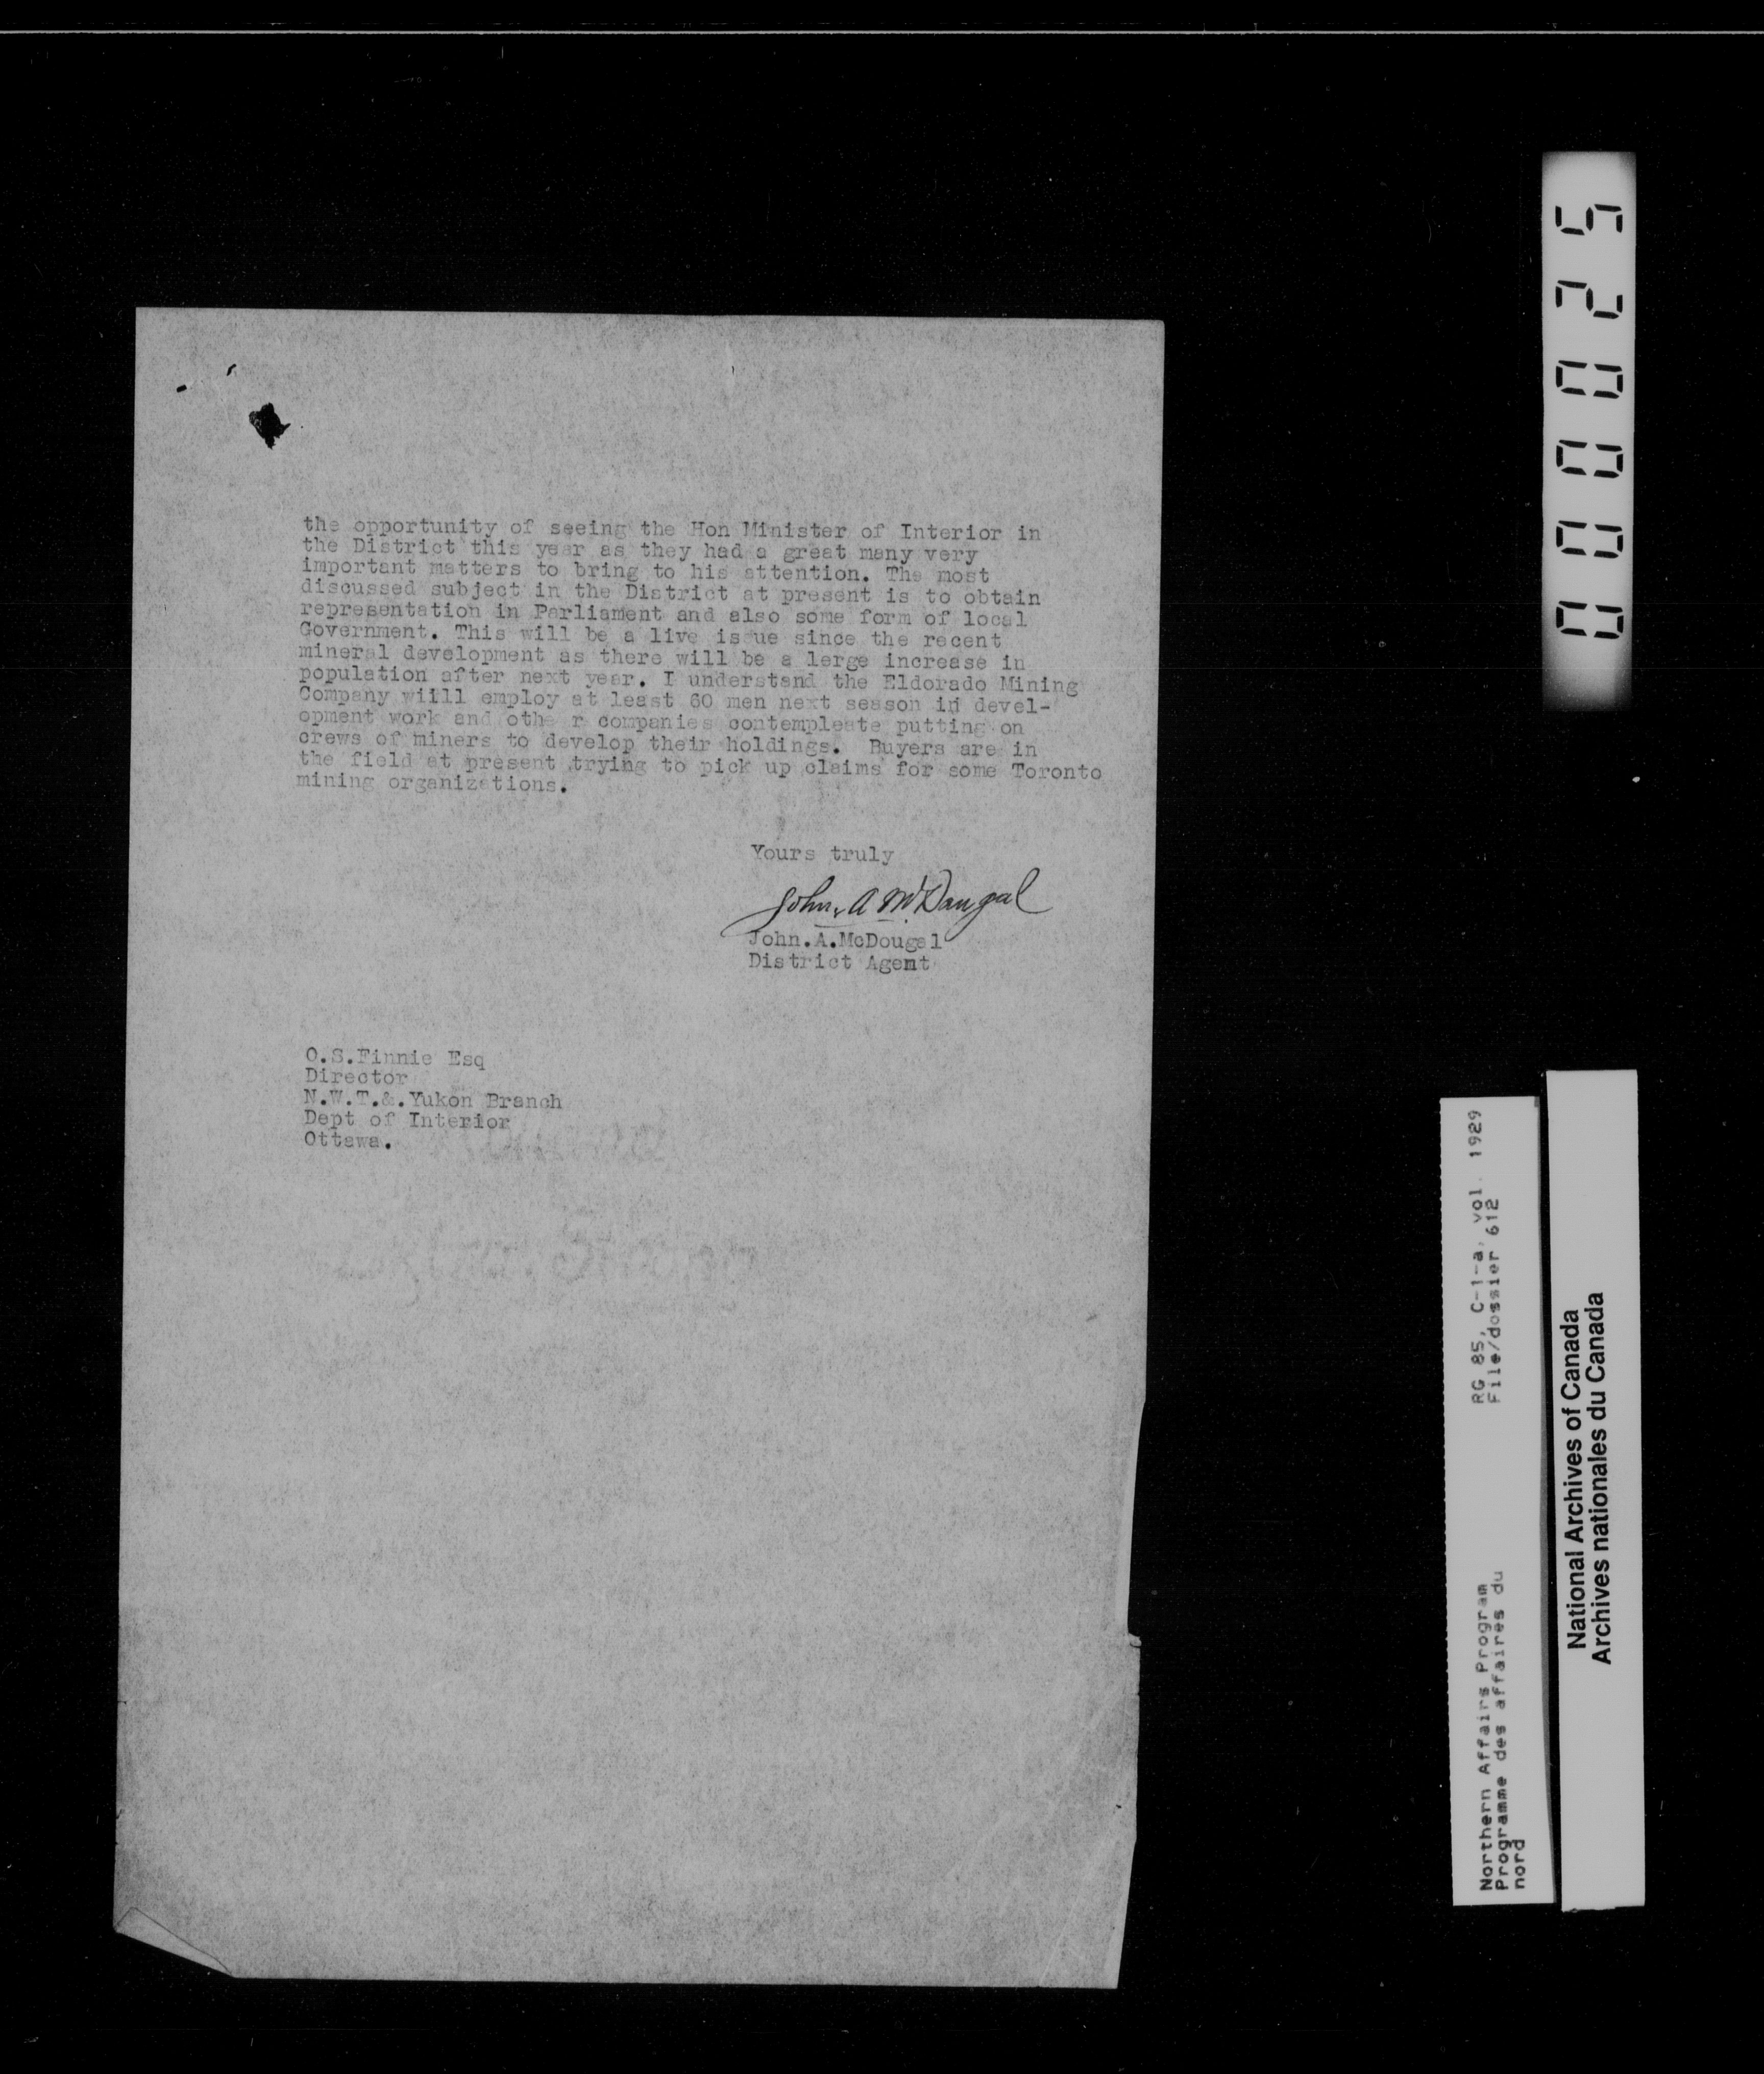 the opportunity of seeing the Hon Minister of Interior in
the District this year as they had a great many very
important matters to bring to his attention. The most
discussed subject in the District at present is to obtain
representation in Parliament and also some form of local
Government. This will be a live is ue since the recent
mineral development as there will be a lerge increase in
population after next year. I understand the Eldorado Mining
Company wiill employ at least 60 men next season in devel-
opment work and othe r companies contempleate putting on
crews of miners to develop their holdings. Buyers are in
the field at present trying to pick up claims for some Toronto
mining organizations.
Yours truly
John. A McDougal
John.A.McDougal
District Agent
O.S.Finnie Esq
Director
N.W.T.&.Yukon Branch
Dept of Interior
Ottawa.
000025
RG 85, C-1-a, vol. 1929
File/dossier 612
Northern Affairs Program
Programme des affaires du
nord
National Archives of Canada
Archives nationales du Canada